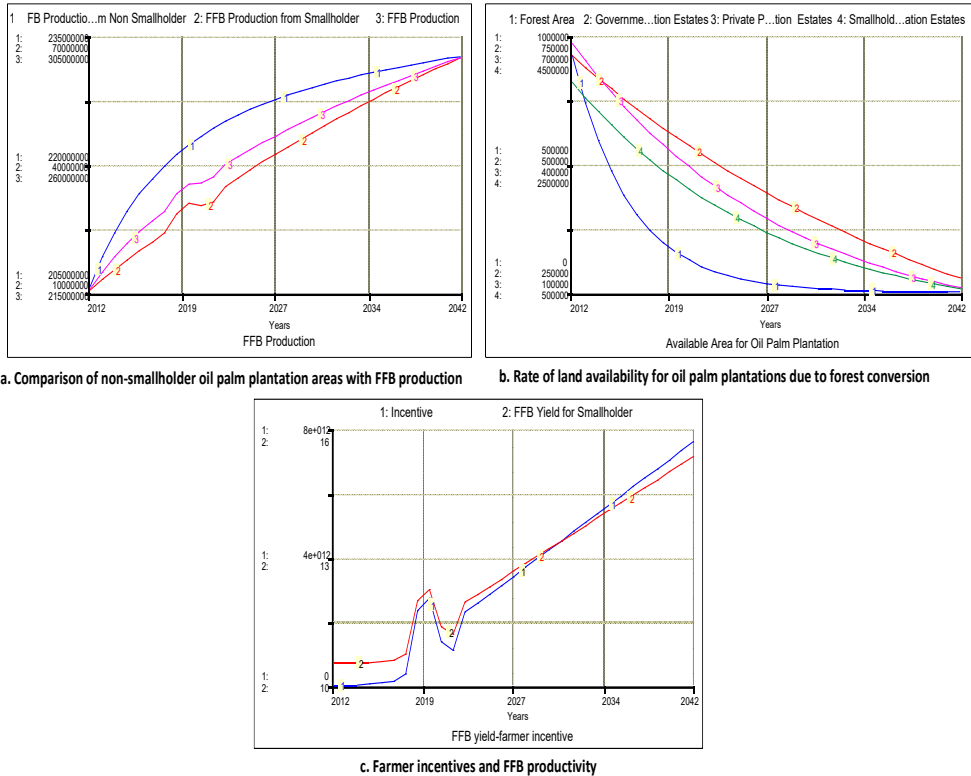 1 FB Productio...m Non Smallholder 2: FFB Production from Smallholder 3: FFB Production
1: 235000000
2: 70000000
3: 305000000
1: 220000000
2: 40000000
3: 260000000
1: 205000000
2: 10000000
3: 215000000
2012 2019 2027 2034 2042
Years
FFB Production
a. Comparison of non-smallholder oil palm plantation areas with FFB production
1: Forest Area 2: Governme...tion Estates 3: Private P...tion Estates 4: Smallhold...ation Estates
1: 1000000
2: 750000
3: 700000
4: 4500000
1: 500000
2: 500000
3: 400000
4: 2500000
1: 0
2: 250000
3: 100000
4: 500000
2012 2019 2027 2034 2042
Years
Available Area for Oil Palm Plantation
b. Rate of land availability for oil palm plantations due to forest conversion
1: Incentive 2: FFB Yield for Smallholder
1: 8e+012
2: 16
1: 4e+012
2: 13
1: 0
2: 10
2012 2019 2027 2034 2042
Years
FFB yield-farmer incentive
c. Farmer incentives and FFB productivity